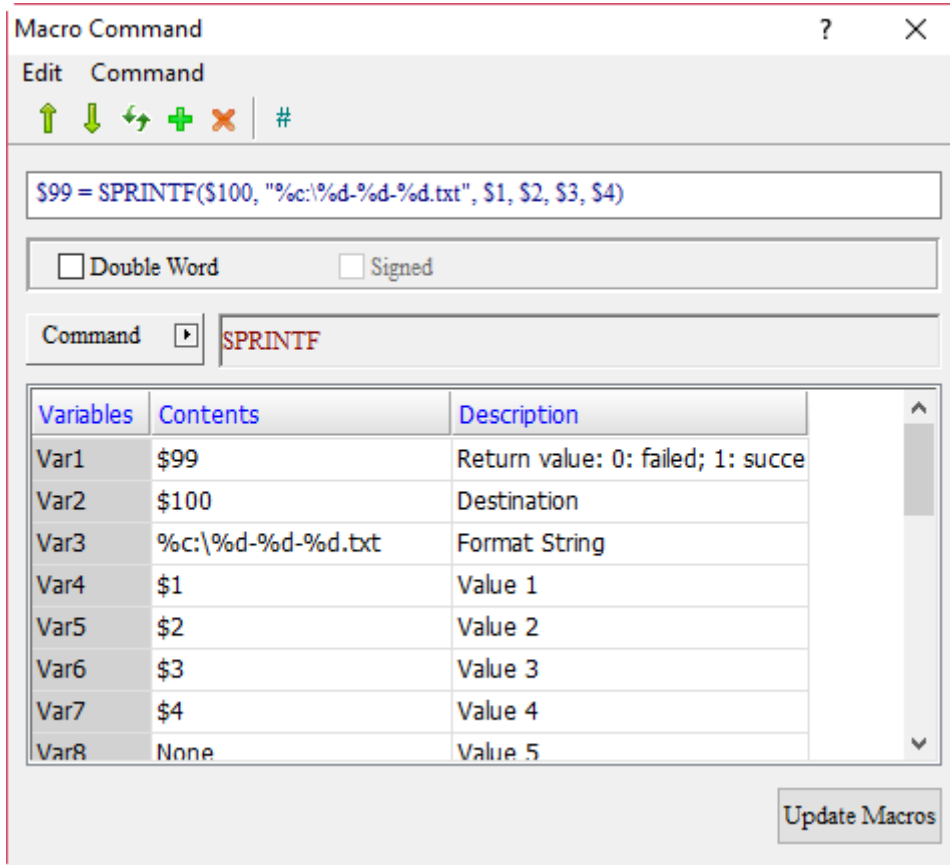 Macro Command ?
Edit Command
#
$99 = SPRINTF($100, "%c:\%d-%d-%d.txt", $1, $2, $3, $4)
Double Word Signed
Command SPRINTF
Variables Contents Description
Var1 $99 Return value: 0: failed; 1: succe
Var2 $100 Destination
Var3 %c:\%d-%d-%d.txt Format String
Var4 $1 Value 1
Var5 $2 Value 2
Var6 $3 Value 3
Var7 $4 Value 4
Var8 None Value 5
Update Macros